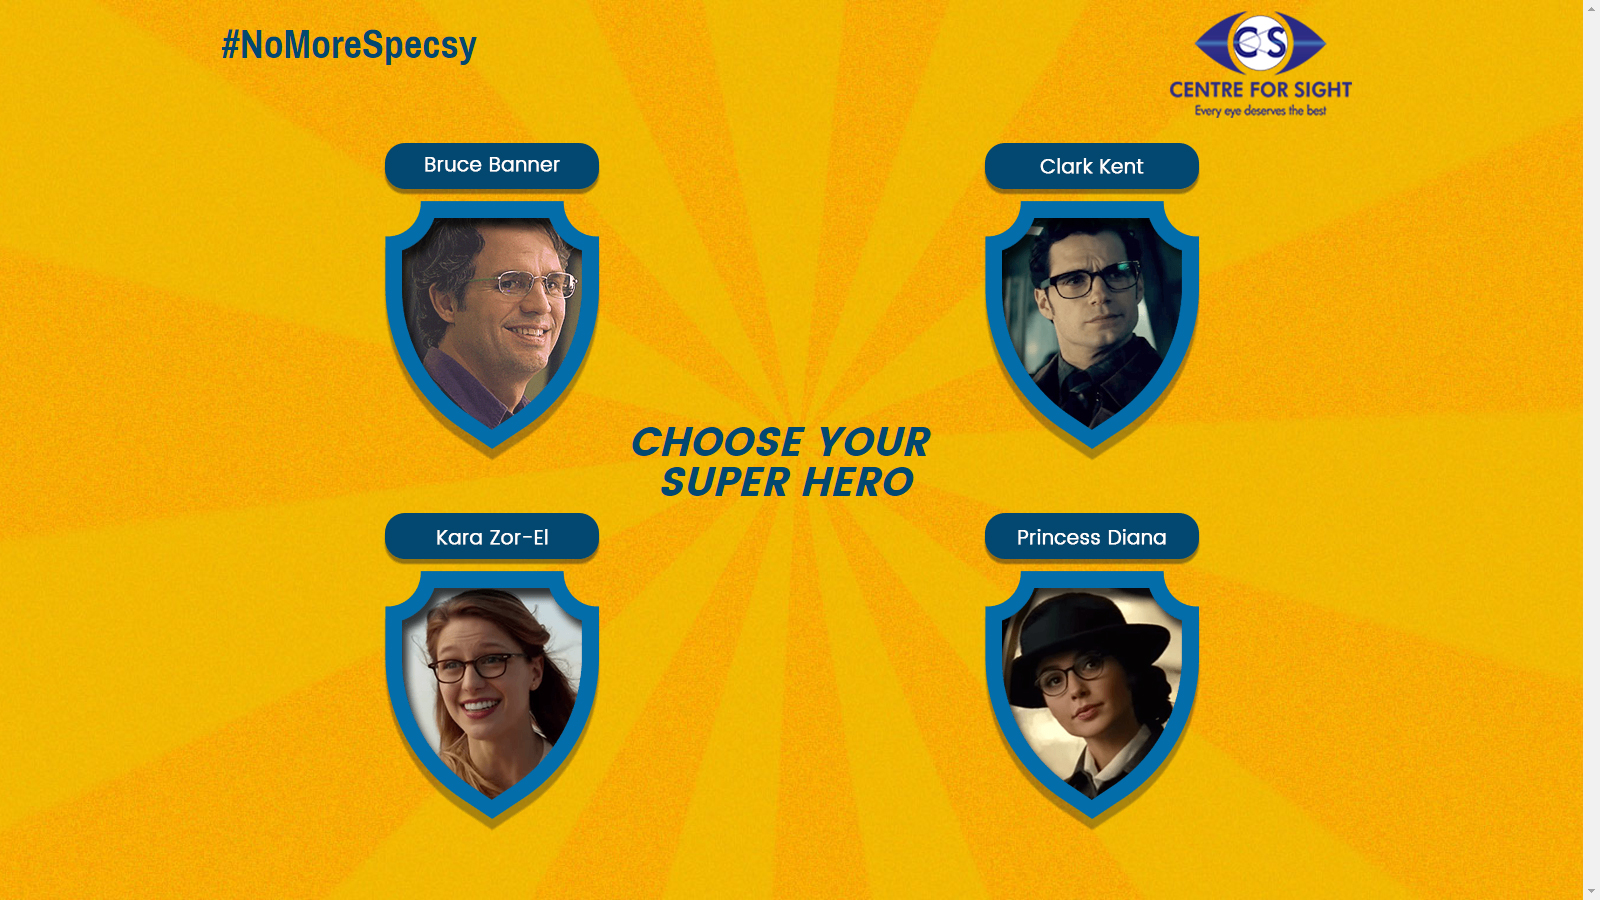 #NoMoreSpecsy
CS
CENTRE FOR SIGHT
Every eye deserves the best
Bruce Banner
Clark Kent
CHOOSE YOUR
SUPER HERO
Kara Zor-El
Princess Diana